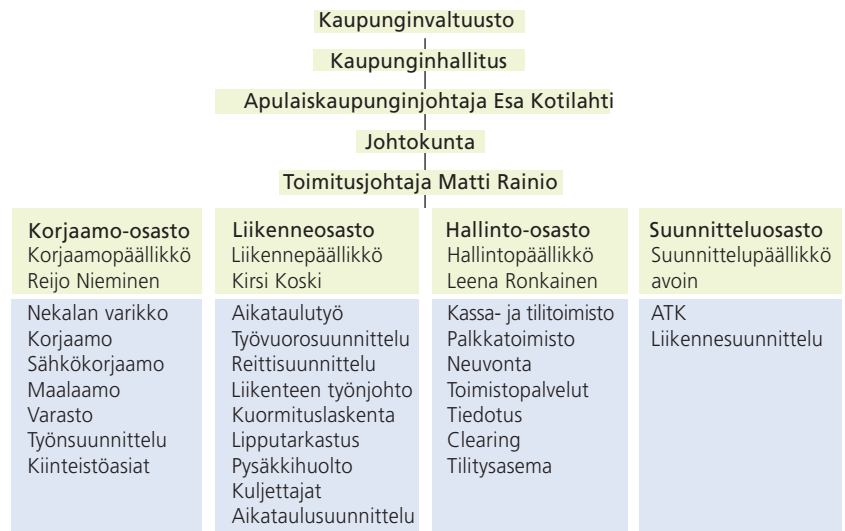 Kaupunginvaltuusto
Kaupunginhallitus
Apulaiskaupunginjohtaja Esa Kotilahti
Johtokunta
Toimitusjohtaja Matti Rainio
Korjaamo-osasto
Korjaamopäällikkö
Reijo Nieminen
Nekalan varikko
Korjaamo
Sähkökorjaamo
Maalaamo
Varasto
Työnsuunnittelu
Kiinteistöasiat
Liikenneosasto
Liikennepäällikkö
Kirsi Koski
Aikataulutyö
Työvuorosuunnittelu
Reittisuunnittelu
Liikenteen työnjohto
Kuormituslaskenta
Lipputarkastus
Pysäkkihuolto
Kuljettajat
Aikataulusuunnittelu
Hallinto-osasto
Hallintopäällikkö
Leena Ronkainen
Kassa- ja tilitoimisto
Palkkatoimisto
Neuvonta
Toimistopalvelut
Tiedotus
Clearing
Tilitysasema
Suunnitteluosasto
Suunnittelupäällikkö
avoin
ATK
Liikennesuunnittelu